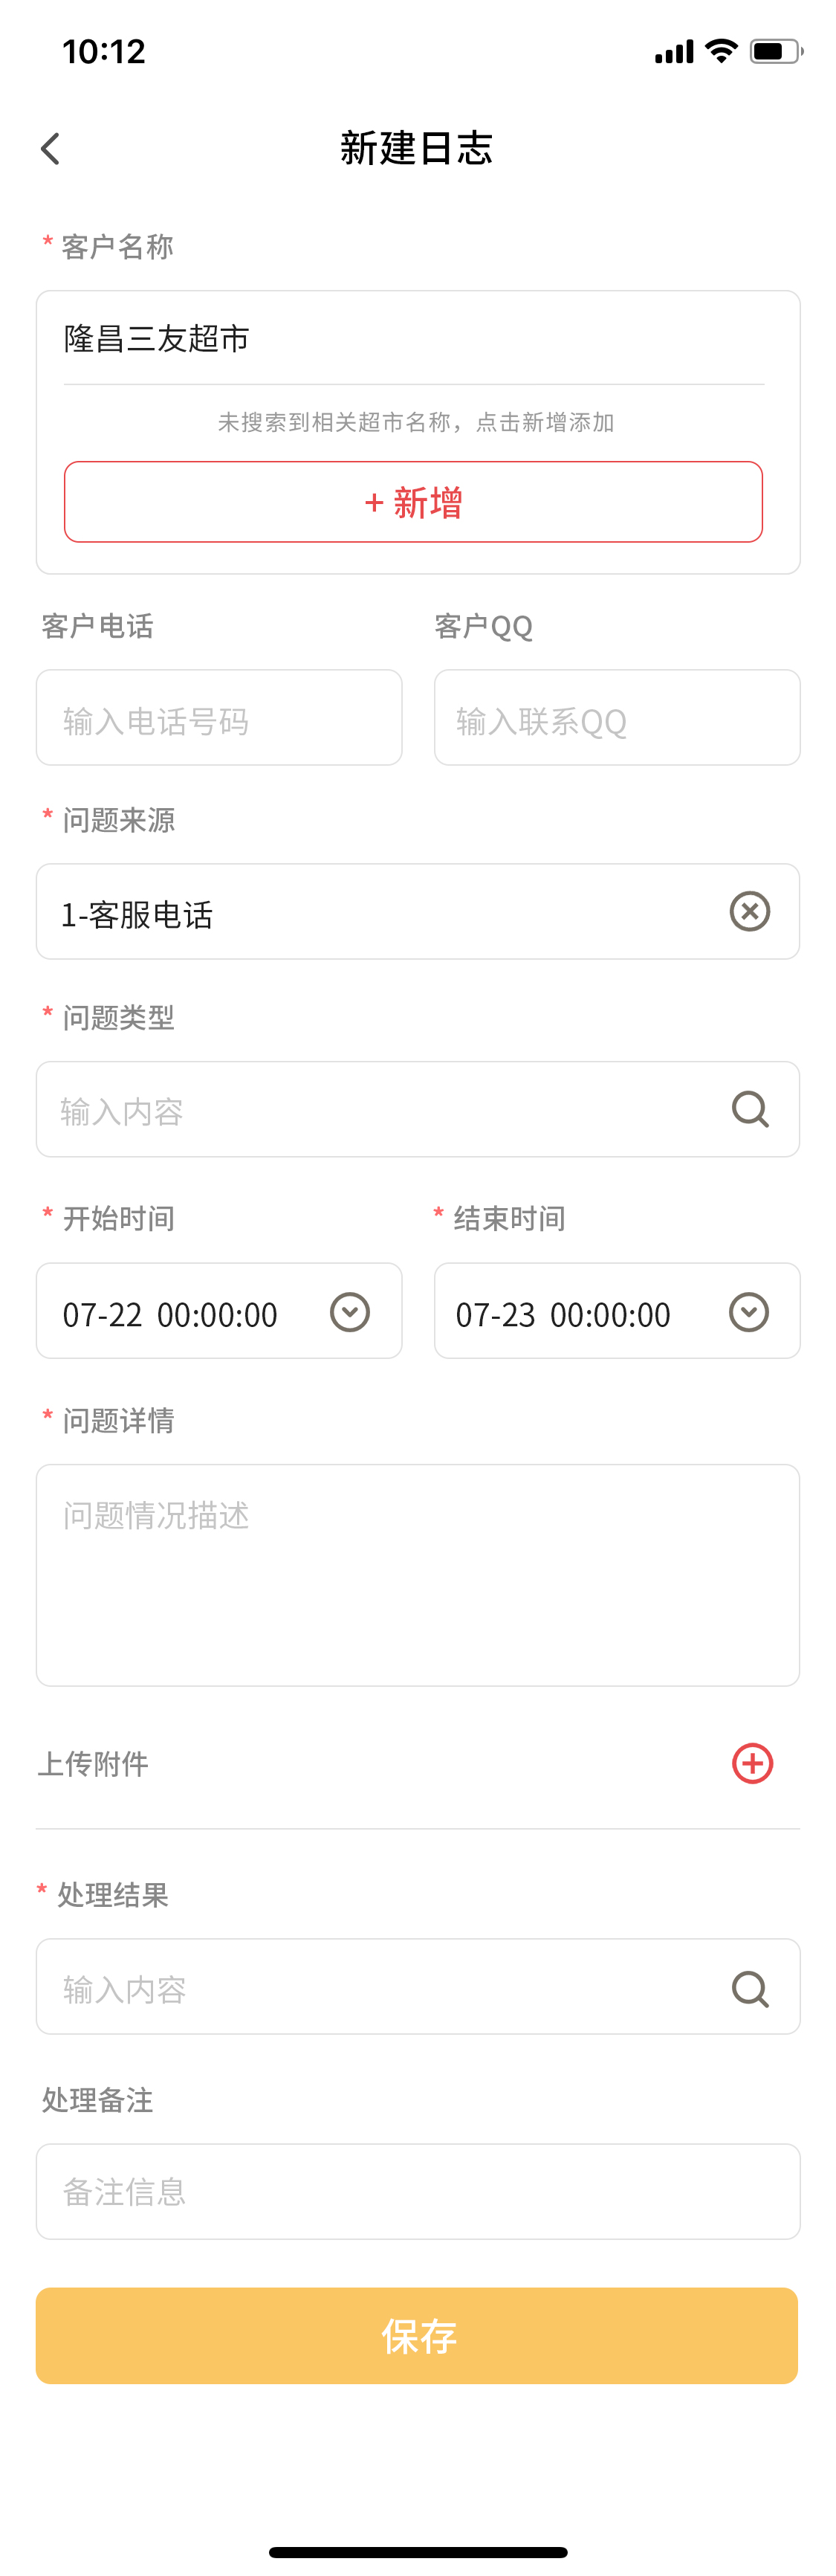 10:12
新建日志
* 客户名称
隆昌三友超市
未搜索到相关超市名称，点击新增添加
+ 新增
客户电话 客户QQ
输入电话号码 输入联系QQ
* 问题来源
1-客服电话
* 问题类型
输入内容
* 开始时间 * 结束时间
07-22 00:00:00 07-23 00:00:00
* 问题详情
问题情况描述
上传附件
* 处理结果
输入内容
处理备注
备注信息
保存